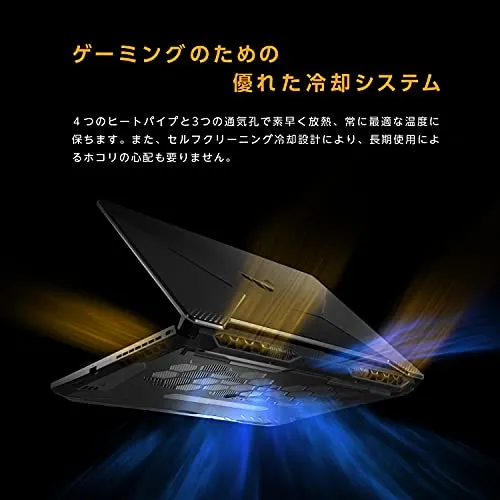 ゲーミングのための
優れた冷却システム
4つのヒートパイプと3つの通気孔で素早く放熱、常に最適な温度に
保ちます。また、セルフクリーニング冷却設計により、長期使用によ
るホコリの心配も要りません。